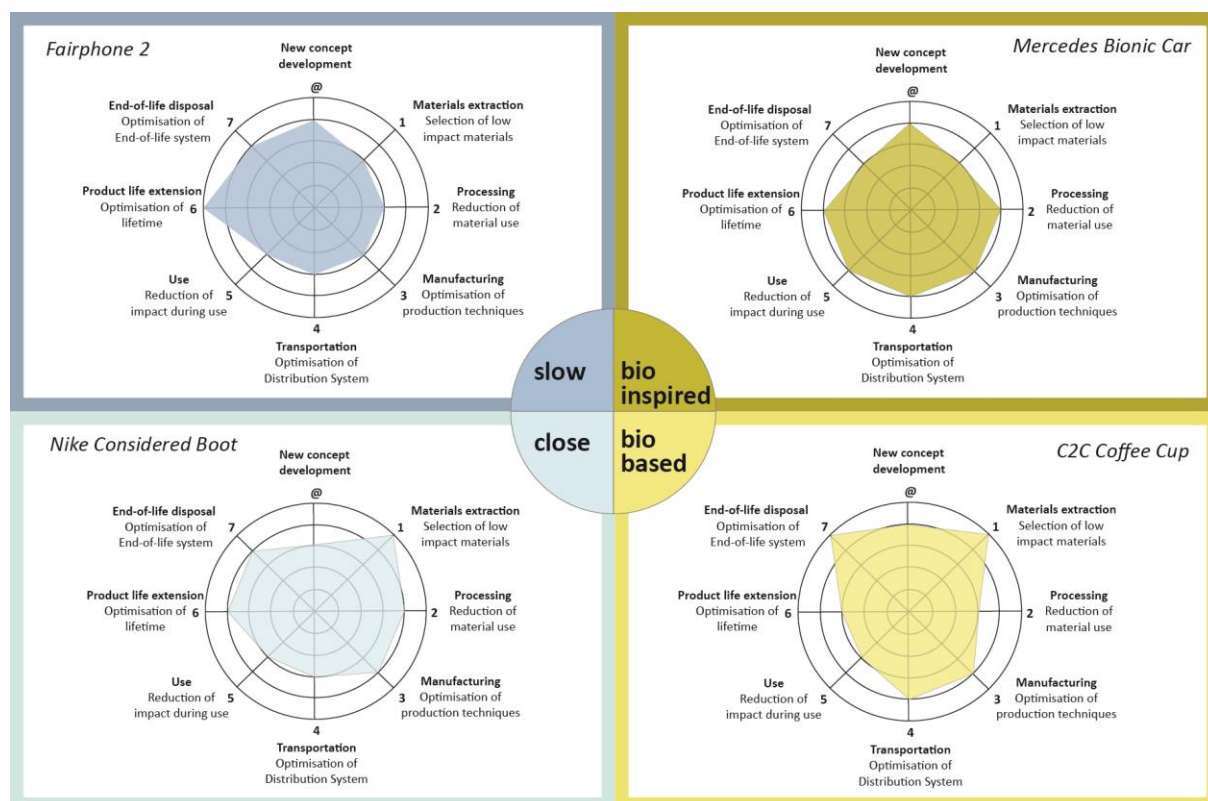 Fairphone 2
New concept
development
@
End-of-life disposal
Optimisation of
End-of-life system
7
1
Materials extraction
Selection of low
impact materials
Product life extension
Optimisation of
lifetime
6
2
Processing
Reduction of
material use
Use
Reduction of
impact during use
5
3
Manufacturing
Optimisation of
production techniques
4
Transportation
Optimisation of
Distribution System
Mercedes Bionic Car
New concept
development
@
End-of-life disposal
Optimisation of
End-of-life system
7
1
Materials extraction
Selection of low
impact materials
Product life extension
Optimisation of
lifetime
6
2
Processing
Reduction of
material use
Use
Reduction of
impact during use
5
3
Manufacturing
Optimisation of
production techniques
4
Transportation
Optimisation of
Distribution System
slow
bio
inspired
close
bio
based
Nike Considered Boot
New concept
development
@
End-of-life disposal
Optimisation of
End-of-life system
7
1
Materials extraction
Selection of low
impact materials
Product life extension
Optimisation of
lifetime
6
2
Processing
Reduction of
material use
Use
Reduction of
impact during use
5
3
Manufacturing
Optimisation of
production techniques
4
Transportation
Optimisation of
Distribution System
C2C Coffee Cup
New concept
development
@
End-of-life disposal
Optimisation of
End-of-life system
7
1
Materials extraction
Selection of low
impact materials
Product life extension
Optimisation of
lifetime
6
2
Processing
Reduction of
material use
Use
Reduction of
impact during use
5
3
Manufacturing
Optimisation of
production techniques
4
Transportation
Optimisation of
Distribution System